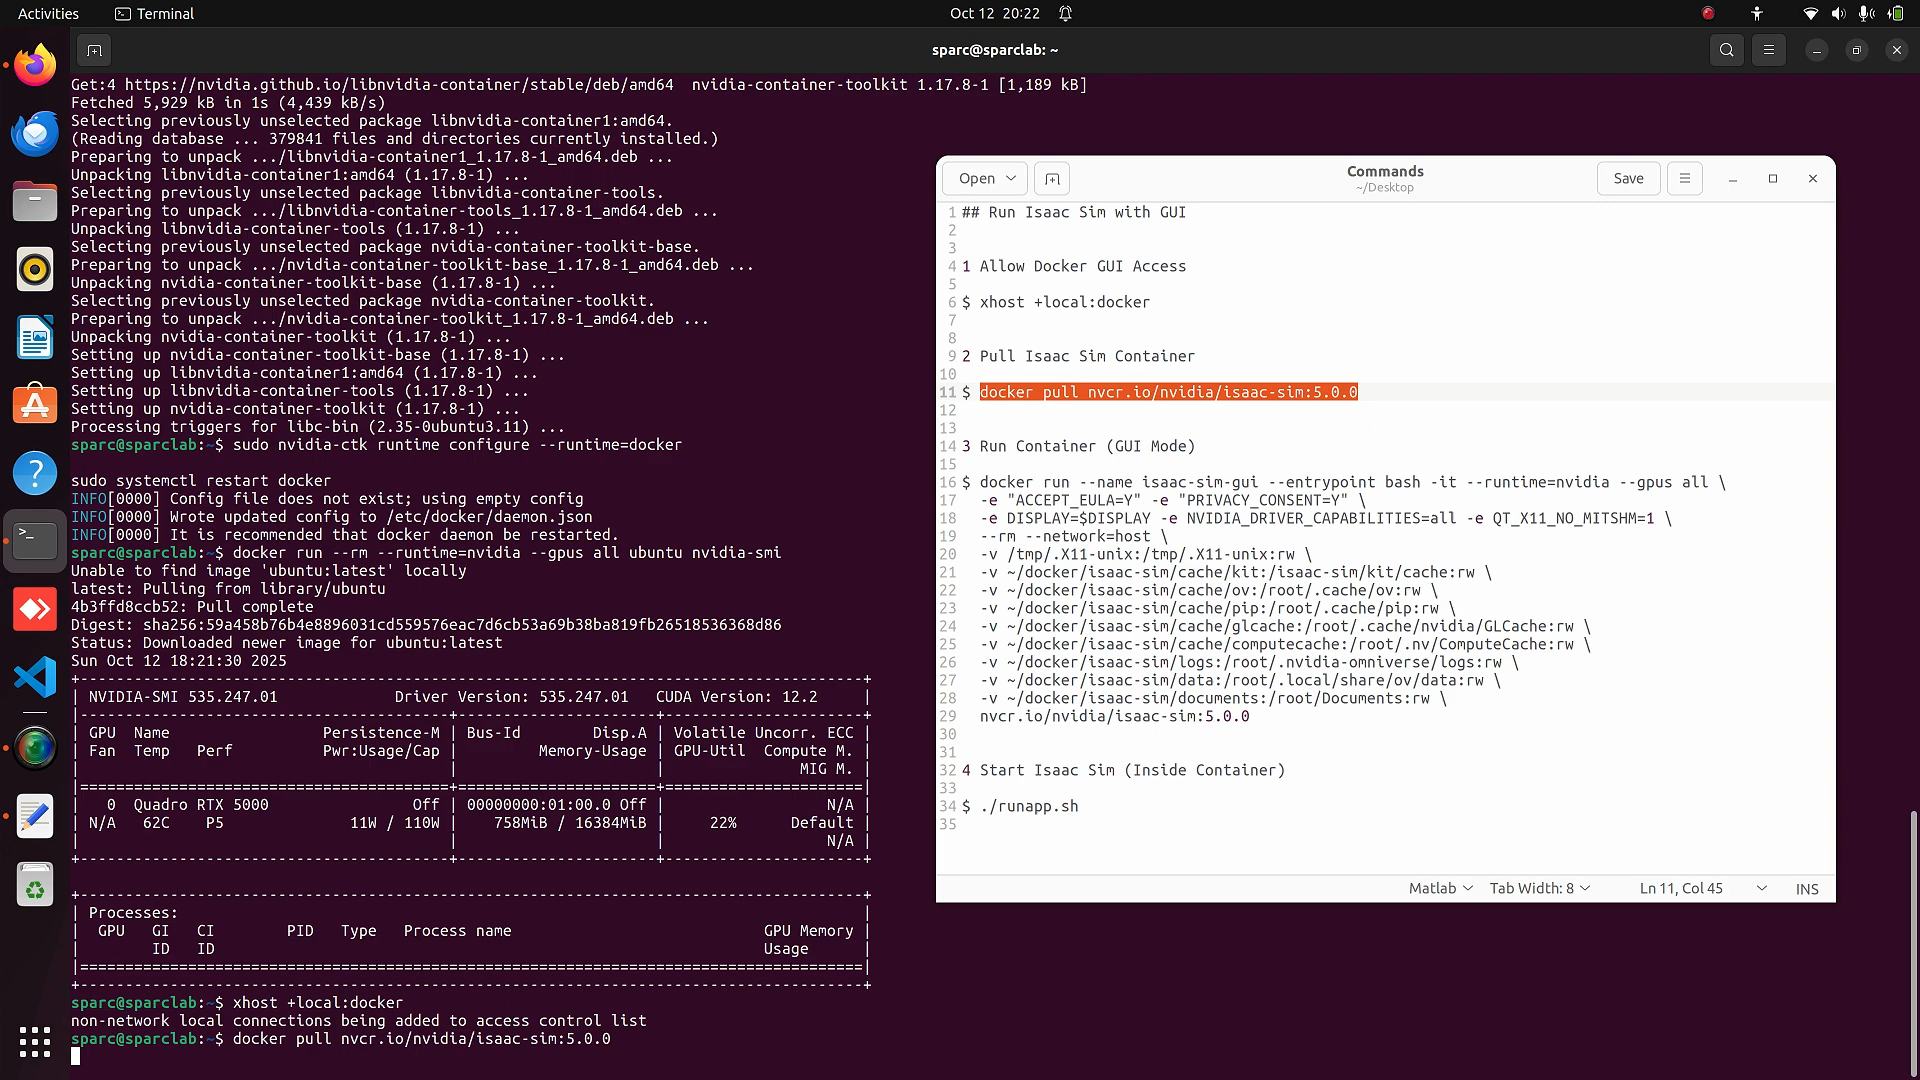 Activities
Terminal
Oct 12 20:22
sparc@sparclab: ~
Get:4 https://nvidia.github.io/libnvidia-container/stable/deb/amd64  nvidia-container-toolkit 1.17.8-1 [1,189 kB]
Fetched 5,929 kB in 1s (4,439 kB/s)
Selecting previously unselected package libnvidia-container1:amd64.
(Reading database ... 379841 files and directories currently installed.)
Preparing to unpack .../libnvidia-container1_1.17.8-1_amd64.deb ...
Unpacking libnvidia-container1:amd64 (1.17.8-1) ...
Selecting previously unselected package libnvidia-container-tools.
Preparing to unpack .../libnvidia-container-tools_1.17.8-1_amd64.deb ...
Unpacking libnvidia-container-tools (1.17.8-1) ...
Selecting previously unselected package nvidia-container-toolkit-base.
Preparing to unpack .../nvidia-container-toolkit-base_1.17.8-1_amd64.deb ...
Unpacking nvidia-container-toolkit-base (1.17.8-1) ...
Selecting previously unselected package nvidia-container-toolkit.
Preparing to unpack .../nvidia-container-toolkit_1.17.8-1_amd64.deb ...
Unpacking nvidia-container-toolkit (1.17.8-1) ...
Setting up nvidia-container-toolkit-base (1.17.8-1) ...
Setting up libnvidia-container1:amd64 (1.17.8-1) ...
Setting up libnvidia-container-tools (1.17.8-1) ...
Setting up nvidia-container-toolkit (1.17.8-1) ...
Processing triggers for libc-bin (2.35-0ubuntu3.11) ...
sparc@sparclab:~$ sudo nvidia-ctk runtime configure --runtime=docker
sudo systemctl restart docker
INFO[0000] Config file does not exist; using empty config
INFO[0000] Wrote updated config to /etc/docker/daemon.json
INFO[0000] It is recommended that docker daemon be restarted.
sparc@sparclab:~$ docker run --rm --runtime=nvidia --gpus all ubuntu nvidia-smi
Unable to find image 'ubuntu:latest' locally
latest: Pulling from library/ubuntu
4b3ffd8ccb52: Pull complete
Digest: sha256:59a458b76b4e8896031cd559576eac7d6cb53a69b38ba819fb26518536368d86
Status: Downloaded newer image for ubuntu:latest
Sun Oct 12 18:21:30 2025
+---------------------------------------------------------------------------------------+
| NVIDIA-SMI 535.247.01             Driver Version: 535.247.01   CUDA Version: 12.2     |
|-----------------------------------------+----------------------+----------------------+
| GPU  Name                 Persistence-M | Bus-Id        Disp.A | Volatile Uncorr. ECC |
| Fan  Temp   Perf          Pwr:Usage/Cap |         Memory-Usage | GPU-Util  Compute M. |
|                                         |                      |               MIG M. |
|=========================================+======================+======================|
|   0  Quadro RTX 5000                Off | 00000000:01:00.0 Off |                  N/A |
| N/A   62C    P5              11W / 110W |    758MiB / 16384MiB |      22%      Default |
|                                         |                      |                  N/A |
+-----------------------------------------+----------------------+----------------------+
+---------------------------------------------------------------------------------------+
| Processes:                                                                            |
|  GPU   GI   CI        PID   Type   Process name                            GPU Memory |
|        ID   ID                                                             Usage      |
|=======================================================================================|
+---------------------------------------------------------------------------------------+
sparc@sparclab:~$ xhost +local:docker
non-network local connections being added to access control list
sparc@sparclab:~$ docker pull nvcr.io/nvidia/isaac-sim:5.0.0
Open
Commands
~/Desktop
Save
1 ## Run Isaac Sim with GUI
2
3
4 1 Allow Docker GUI Access
5
6 $ xhost +local:docker
7
8
9 2 Pull Isaac Sim Container
10
11 $ docker pull nvcr.io/nvidia/isaac-sim:5.0.0
12
13
14 3 Run Container (GUI Mode)
15
16 $ docker run --name isaac-sim-gui --entrypoint bash -it --runtime=nvidia --gpus all \
17   -e "ACCEPT_EULA=Y" -e "PRIVACY_CONSENT=Y" \
18   -e DISPLAY=$DISPLAY -e NVIDIA_DRIVER_CAPABILITIES=all -e QT_X11_NO_MITSHM=1 \
19   --rm --network=host \
20   -v /tmp/.X11-unix:/tmp/.X11-unix:rw \
21   -v ~/docker/isaac-sim/cache/kit:/isaac-sim/kit/cache:rw \
22   -v ~/docker/isaac-sim/cache/ov:/root/.cache/ov:rw \
23   -v ~/docker/isaac-sim/cache/pip:/root/.cache/pip:rw \
24   -v ~/docker/isaac-sim/cache/glcache:/root/.cache/nvidia/GLCache:rw \
25   -v ~/docker/isaac-sim/cache/computecache:/root/.nv/ComputeCache:rw \
26   -v ~/docker/isaac-sim/logs:/root/.nvidia-omniverse/logs:rw \
27   -v ~/docker/isaac-sim/data:/root/.local/share/ov/data:rw \
28   -v ~/docker/isaac-sim/documents:/root/Documents:rw \
29   nvcr.io/nvidia/isaac-sim:5.0.0
30
31
32 4 Start Isaac Sim (Inside Container)
33
34 $ ./runapp.sh
35
Matlab
Tab Width: 8
Ln 11, Col 45
INS